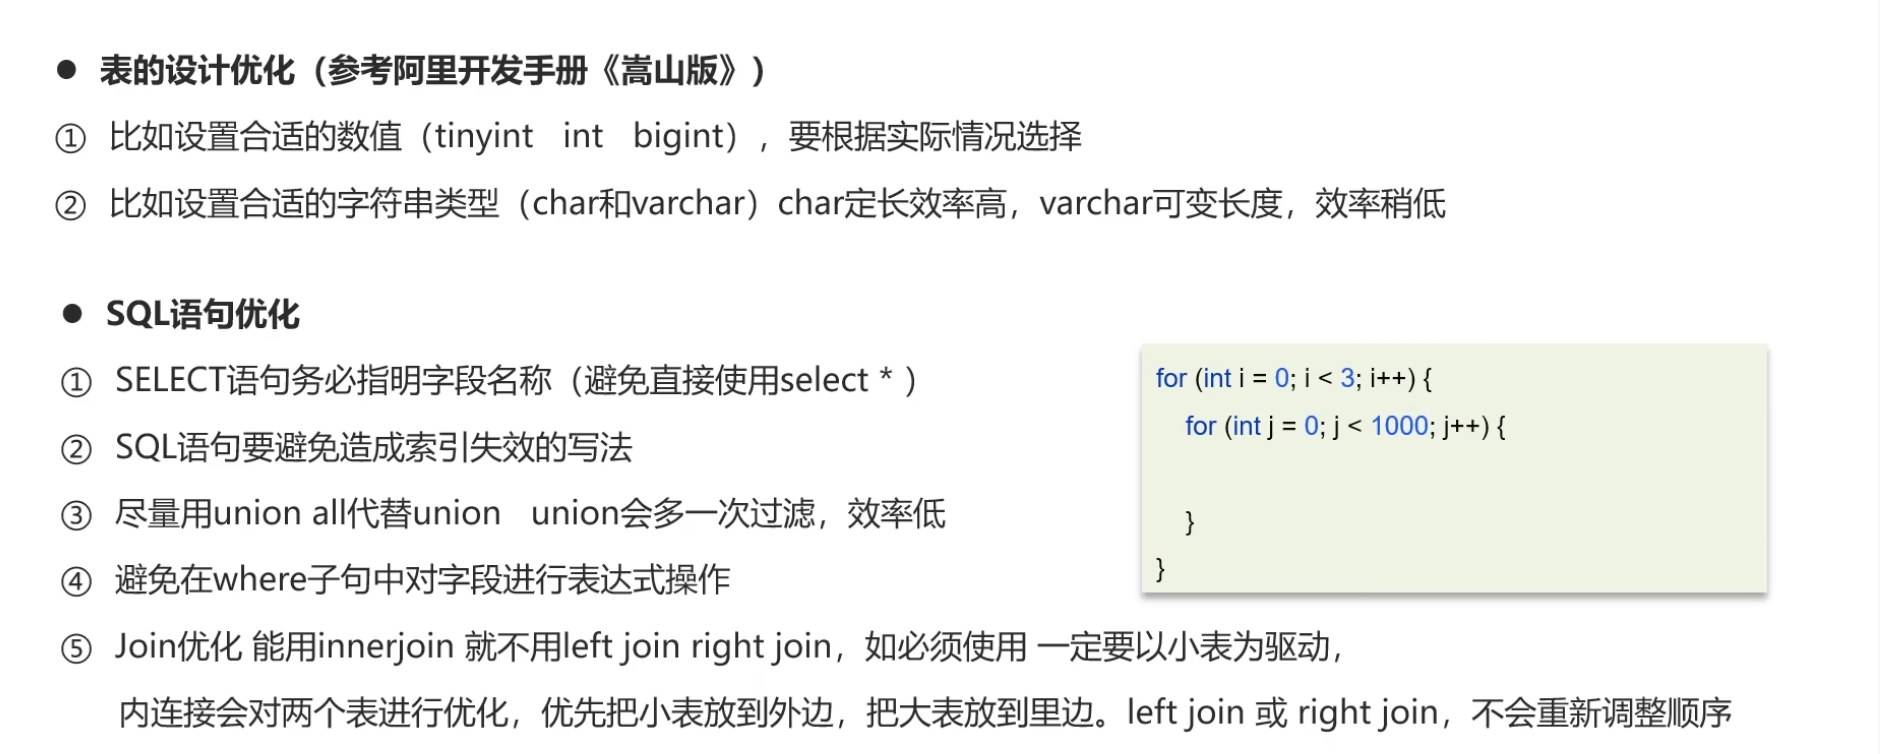 ● 表的设计优化（参考阿里开发手册《嵩山版》）
① 比如设置合适的数值（tinyint int bigint），要根据实际情况选择
② 比如设置合适的字符串类型（char和varchar）char定长效率高，varchar可变长度，效率稍低
● SQL语句优化
① SELECT语句务必指明字段名称（避免直接使用select * ）
② SQL语句要避免造成索引失效的写法
③ 尽量用union all代替union union会多一次过滤，效率低
④ 避免在where子句中对字段进行表达式操作
⑤ Join优化 能用innerjoin 就不用left join right join，如必须使用 一定要以小表为驱动，
内连接会对两个表进行优化，优先把小表放到外边，把大表放到里边。left join 或 right join，不会重新调整顺序
for (int i = 0; i < 3; i++) {
for (int j = 0; j < 1000; j++) {
}
}